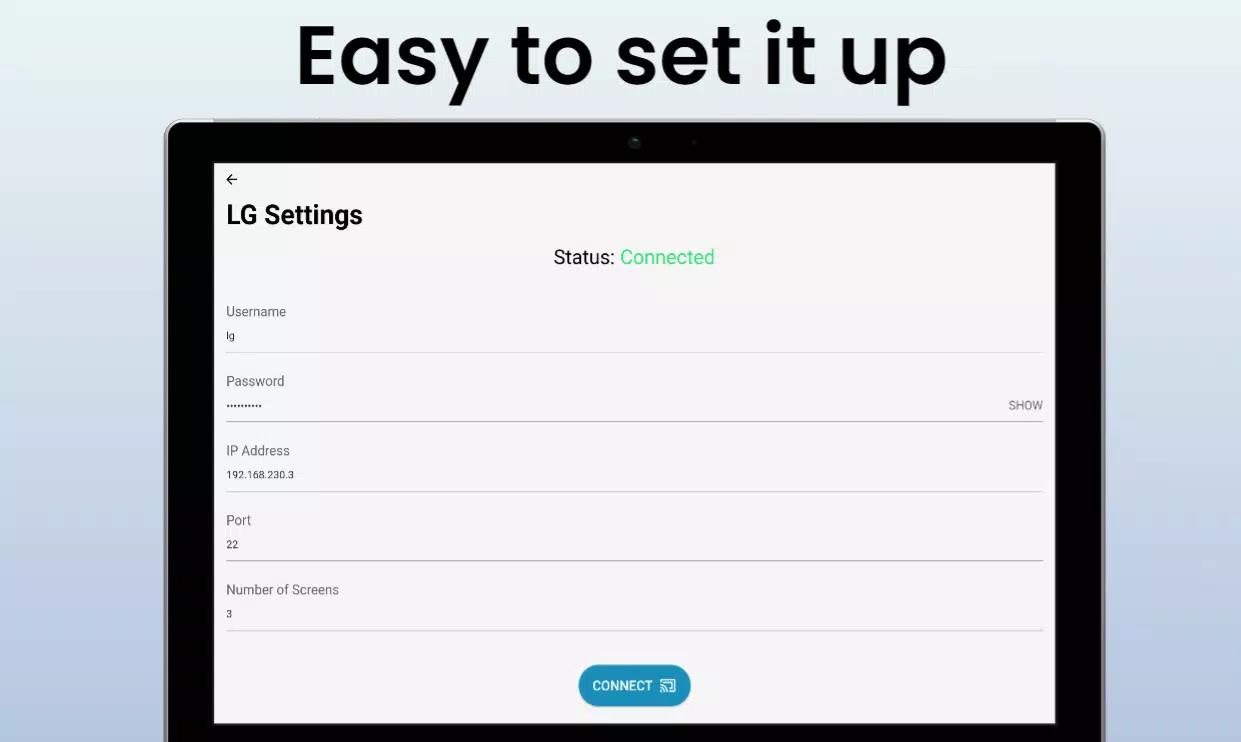 Easy to set it up
LG Settings
Status: Connected
Username
lg
Password
••••••••••
SHOW
IP Address
192.168.230.3
Port
22
Number of Screens
3
CONNECT